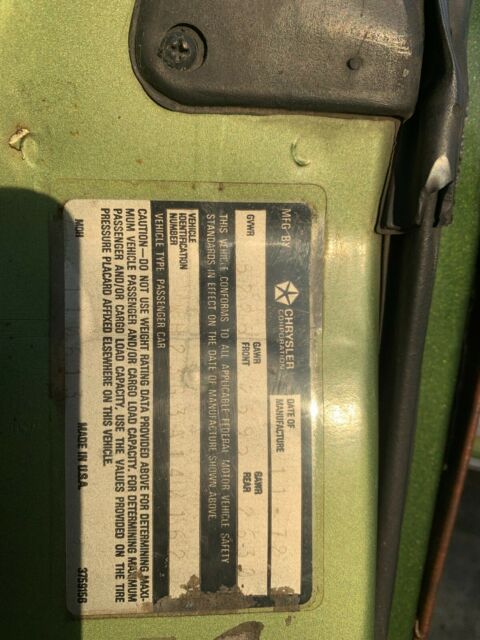 MFG BY CHRYSLER CORPORATION DATE OF MANUFACTURE 11-72
GVWR GAWR FRONT GAWR REAR
THIS VEHICLE CONFORMS TO ALL APPLICABLE FEDERAL MOTOR VEHICLE SAFETY
STANDARDS IN EFFECT ON THE DATE OF MANUFACTURE SHOWN ABOVE.
VEHICLE IDENTIFICATION NUMBER
VEHICLE TYPE PASSENGER CAR
CAUTION—DO NOT USE WEIGHT RATING DATA PROVIDED ABOVE FOR DETERMINING MAXI-
MUM VEHICLE PASSENGER AND/OR CARGO LOAD CAPACITY. FOR DETERMINING MAXIMUM
PASSENGER AND/OR CARGO LOAD CAPACITY, USE THE VALUES PROVIDED ON THE TIRE
PRESSURE PLACARD AFFIXED ELSEWHERE ON THIS VEHICLE.
MDH MADE IN U.S.A. 3759156